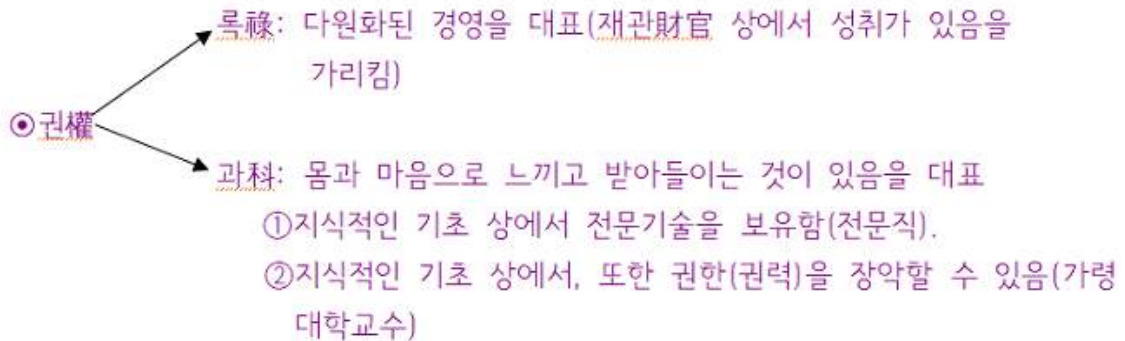 록祿: 다원화된 경영을 대표(재관財官 상에서 성취가 있음을
가리킴)
⊙권權
과科: 몸과 마음으로 느끼고 받아들이는 것이 있음을 대표
①지식적인 기초 상에서 전문기술을 보유함(전문직).
②지식적인 기초 상에서, 또한 권한(권력)을 장악할 수 있음(가령
대학교수)